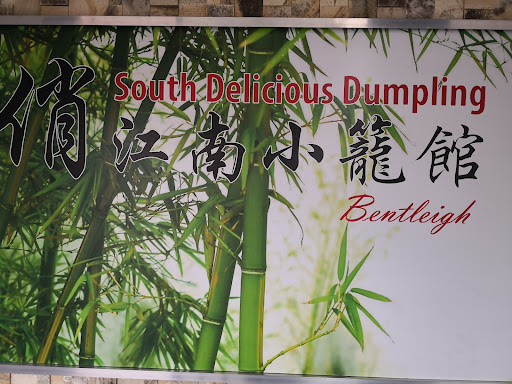 South Delicious Dumpling
俏江南小籠館
Bentleigh